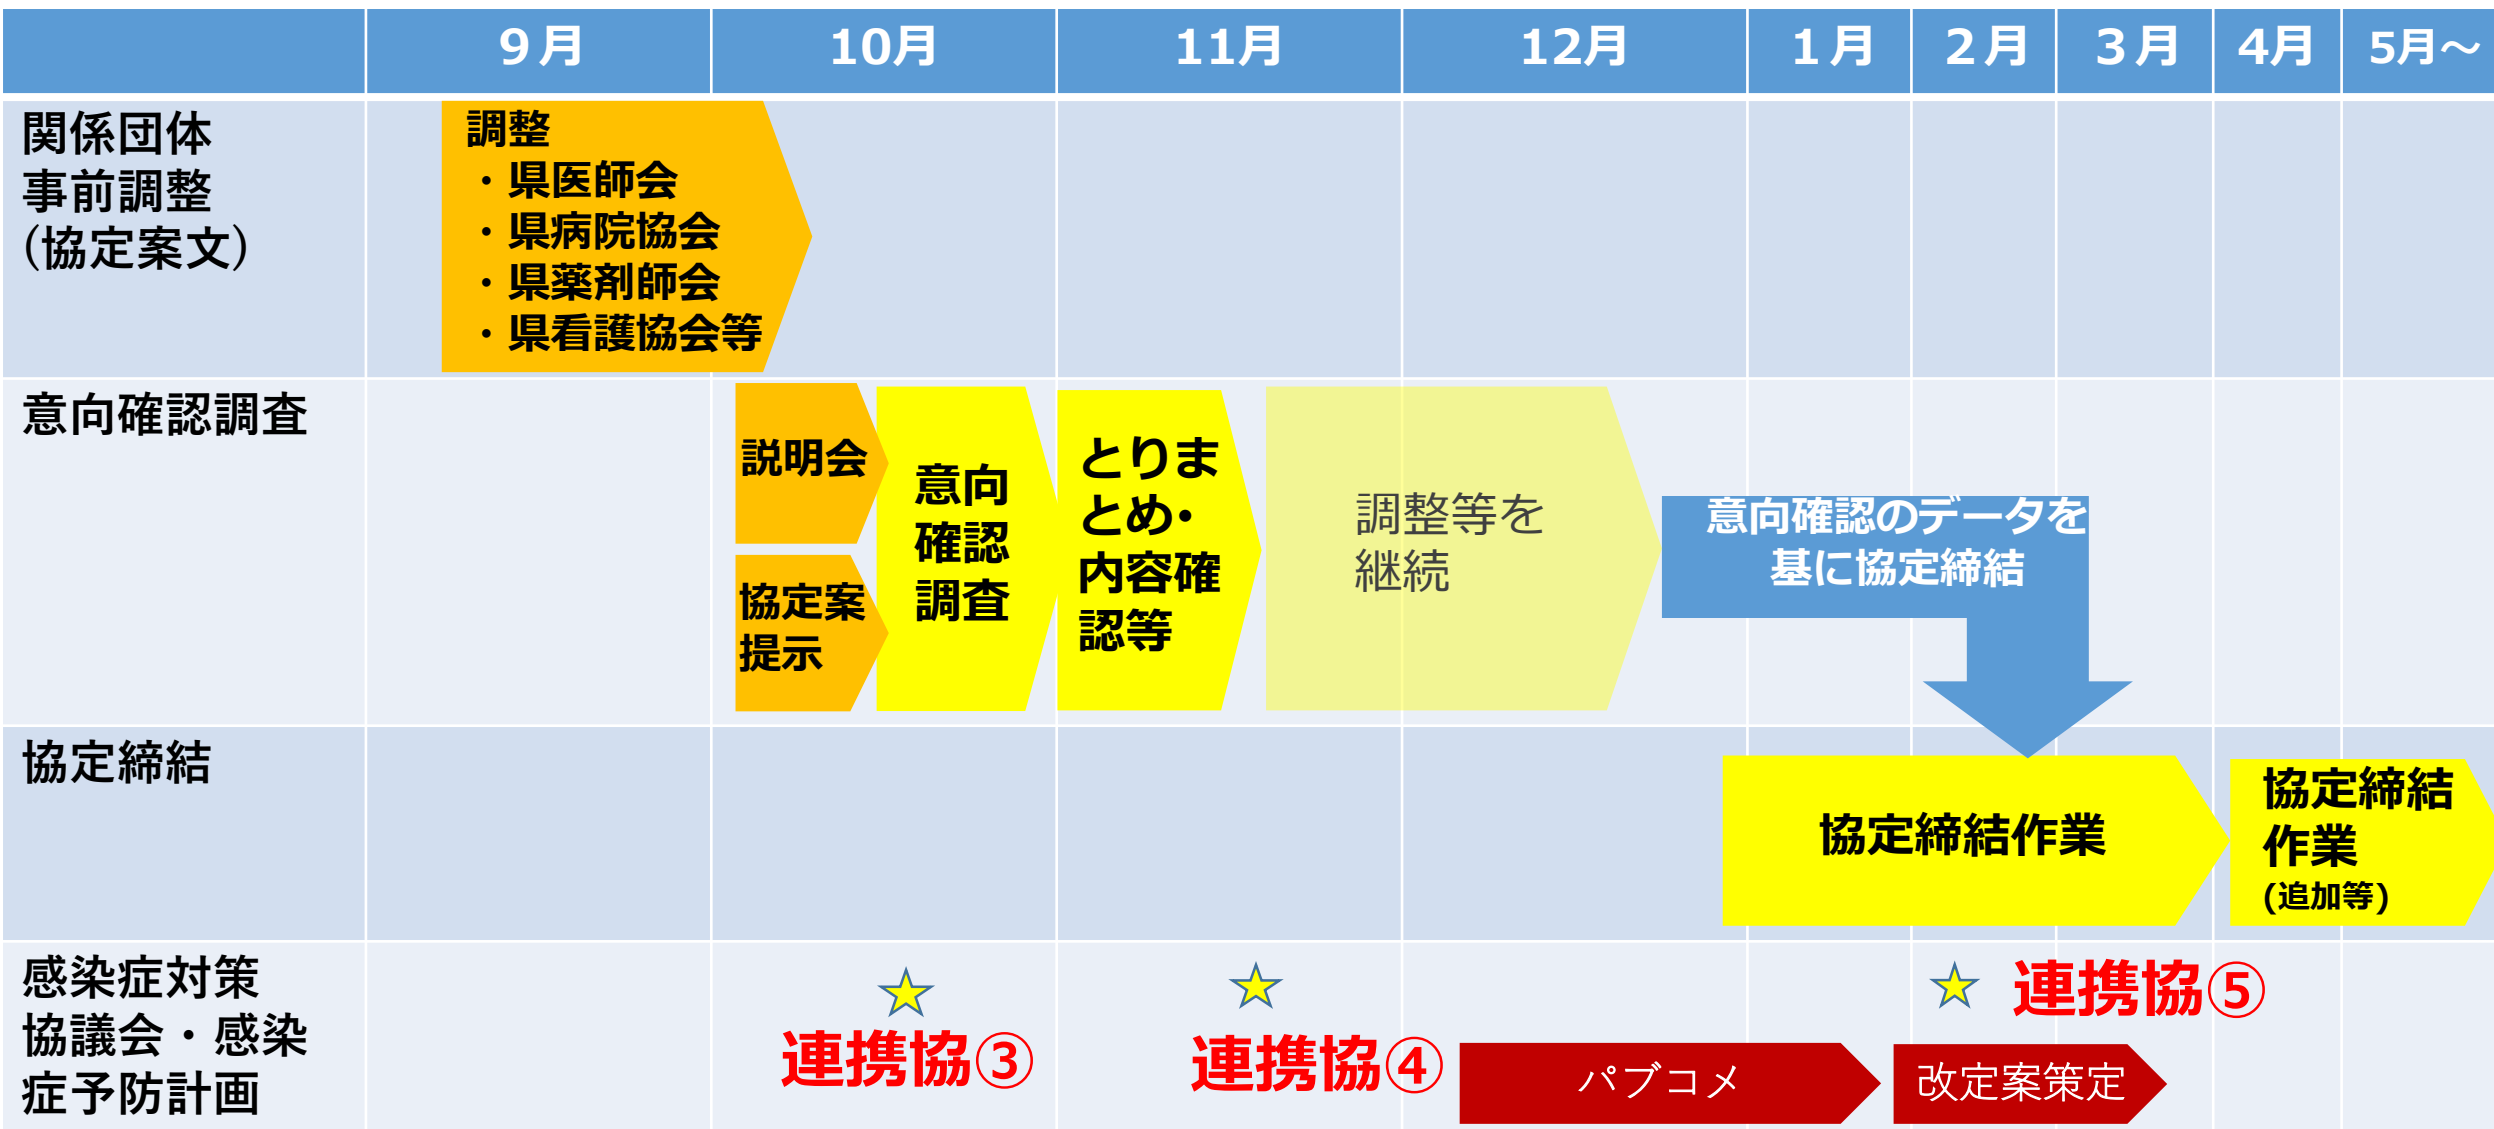 ９月
10月
11月
12月
１月
２月
３月
4月
5月～
関係団体
事前調整
（協定案文）
調整
・県医師会
・県病院協会
・県薬剤師会
・県看護協会等
意向確認調査
説明会
協定案
提示
意向
確認
調査
とりま
とめ・
内容確
認等
調整等を
継続
意向確認のデータを
基に協定締結
協定締結
協定締結作業
協定締結
作業
(追加等)
感染症対策
協議会・感染
症予防計画
連携協③
連携協④
連携協⑤
パブコメ
改定案策定